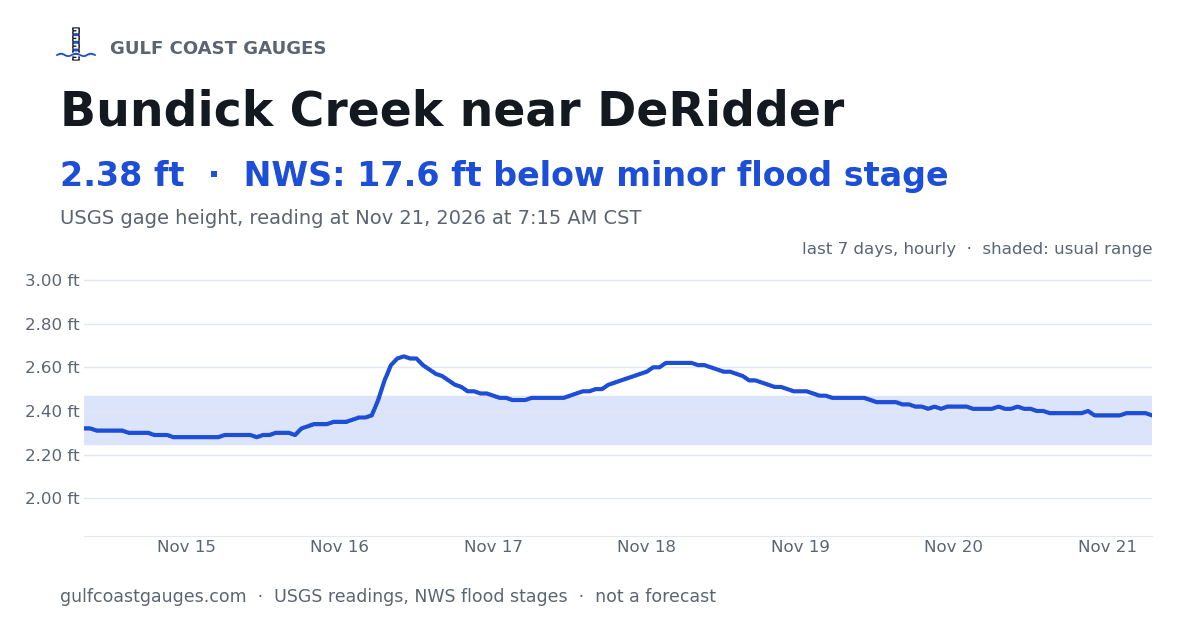 GULF COAST GAUGES
Bundick Creek near DeRidder
2.38 ft · NWS: 17.6 ft below minor flood stage
USGS gage height, reading at Nov 21, 2026 at 7:15 AM CST
last 7 days, hourly · shaded: usual range
3.00 ft
2.80 ft
2.60 ft
2.40 ft
2.20 ft
2.00 ft
Nov 15 Nov 16 Nov 17 Nov 18 Nov 19 Nov 20 Nov 21
gulfcoastgauges.com · USGS readings, NWS flood stages · not a forecast